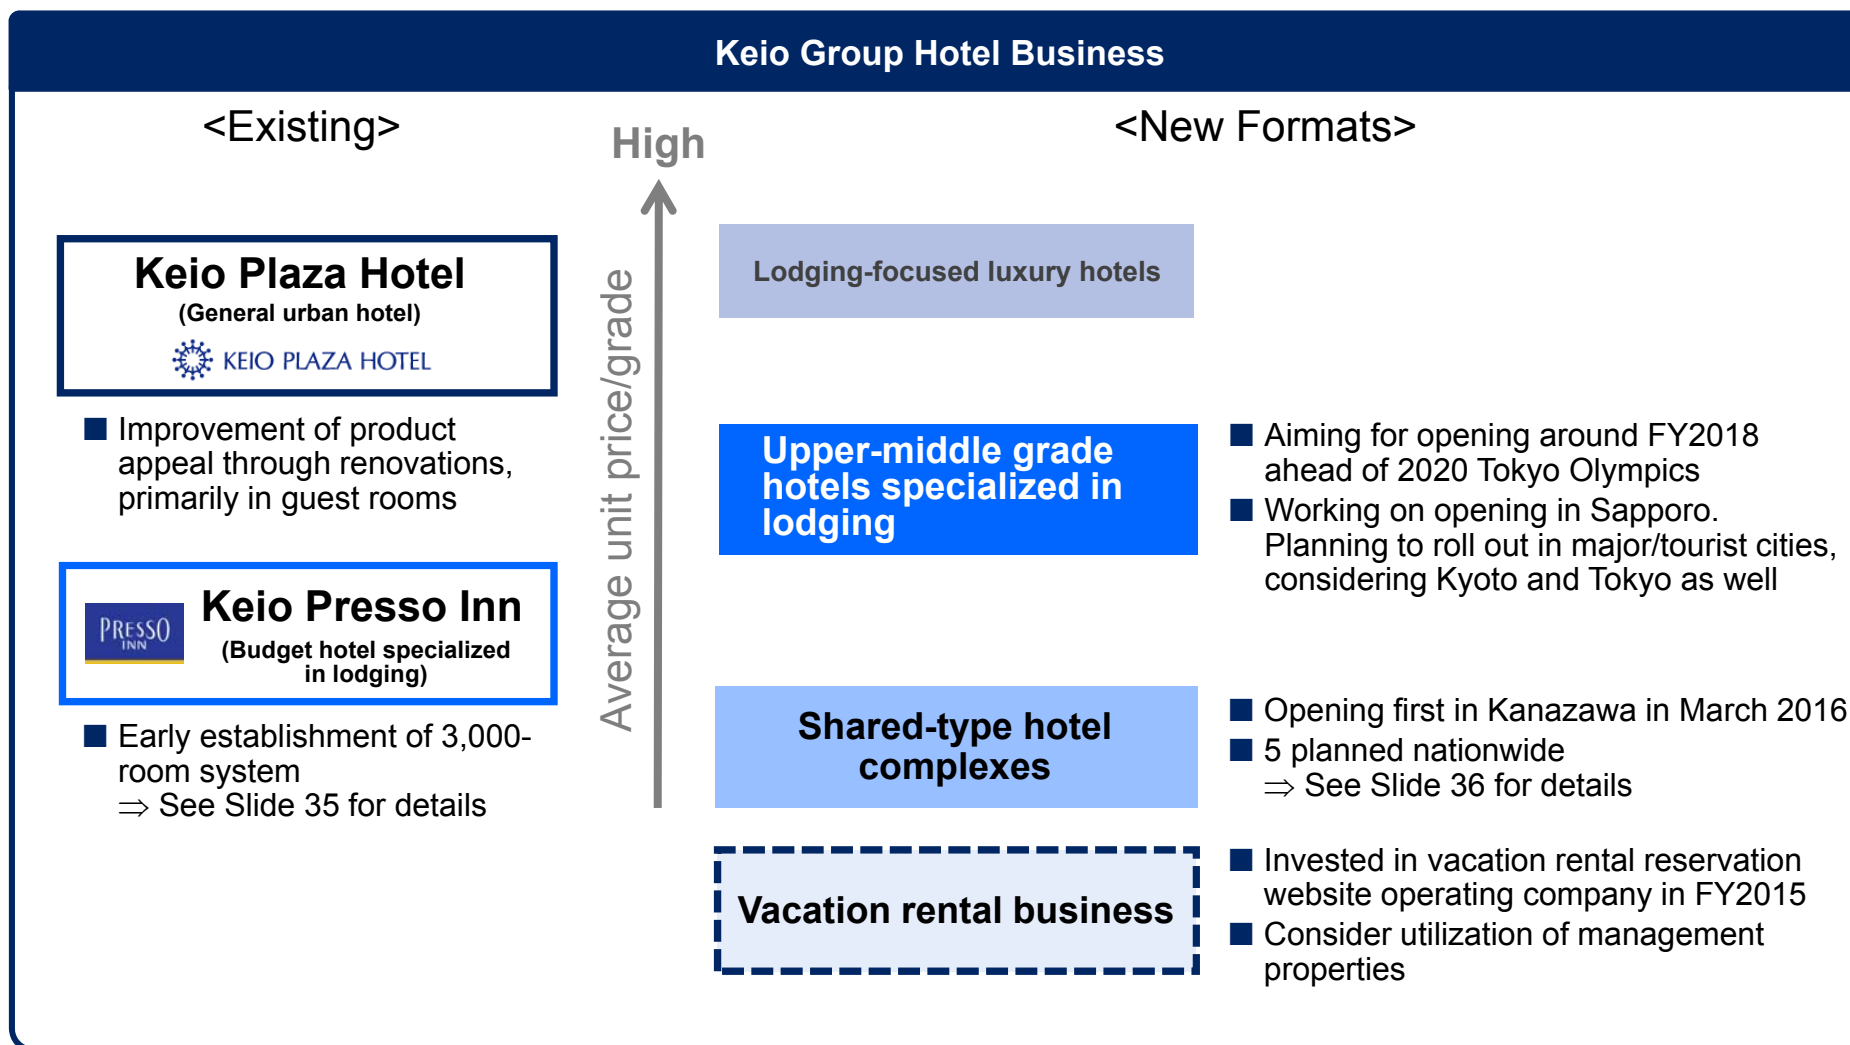 Keio Group Hotel Business
<Existing>
High
<New Formats>
Average unit price/grade
Keio Plaza Hotel
(General urban hotel)
KEIO PLAZA HOTEL
■ Improvement of product
appeal through renovations,
primarily in guest rooms
PRESSO
INN
Keio Presso Inn
(Budget hotel specialized
in lodging)
■ Early establishment of 3,000-
room system
⇒ See Slide 35 for details
Lodging-focused luxury hotels
Upper-middle grade
hotels specialized in
lodging
■ Aiming for opening around FY2018
ahead of 2020 Tokyo Olympics
■ Working on opening in Sapporo.
Planning to roll out in major/tourist cities,
considering Kyoto and Tokyo as well
Shared-type hotel
complexes
■ Opening first in Kanazawa in March 2016
■ 5 planned nationwide
⇒ See Slide 36 for details
Vacation rental business
■ Invested in vacation rental reservation
website operating company in FY2015
■ Consider utilization of management
properties